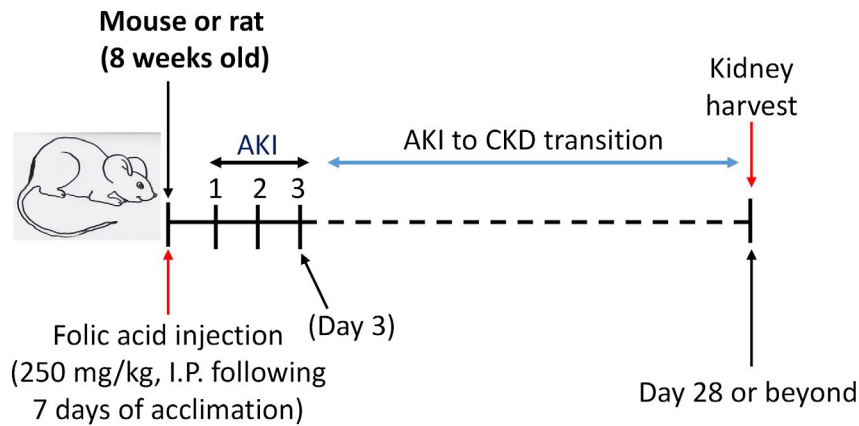 Mouse or rat
(8 weeks old)
Kidney
harvest
AKI
AKI to CKD transition
1 2 3
Folic acid injection
(250 mg/kg, I.P. following
7 days of acclimation)
(Day 3)
Day 28 or beyond